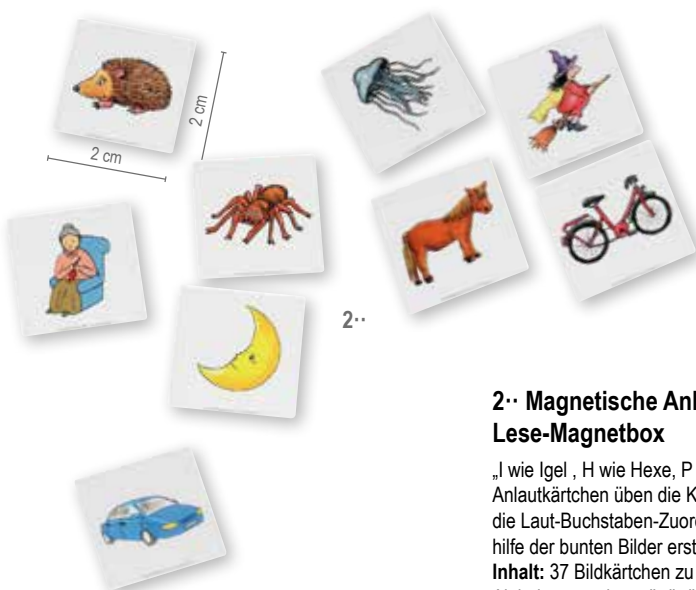 2 cm
2 cm
2··
2·· Magnetische Anl
Lese-Magnetbox
„I wie Igel , H wie Hexe, P
Anlautkärtchen üben die K
die Laut-Buchstaben-Zuor
hilfe der bunten Bilder erst
Inhalt: 37 Bildkärtchen zu